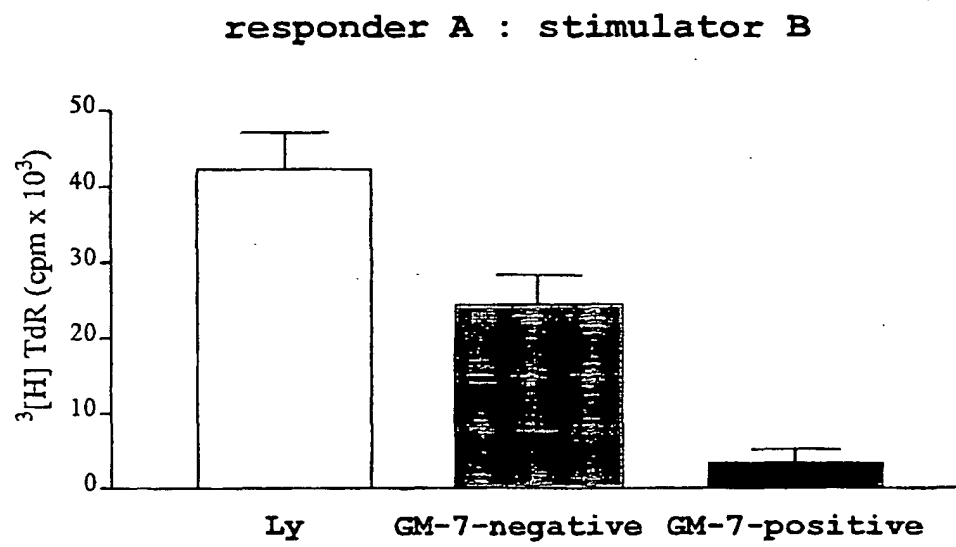 responder A : stimulator B
³[H] TdR (cpm x 10³)
50
40
30
20
10
0
Ly GM-7-negative GM-7-positive